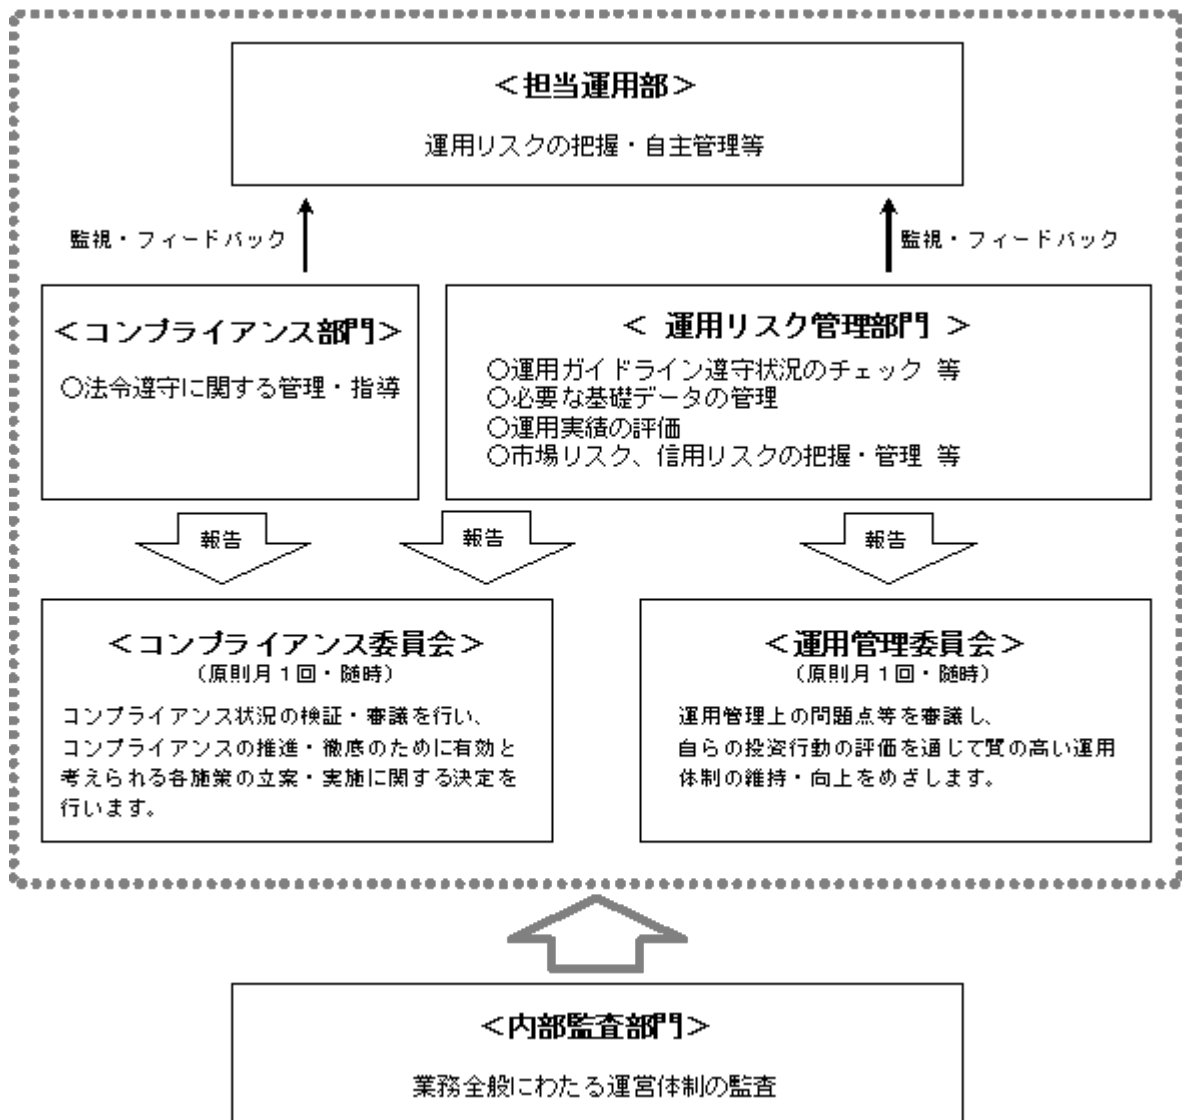 ＜担当運用部＞
運用リスクの把握・自主管理等
監視・フィードバック
監視・フィードバック
＜コンプライアンス部門＞
○法令遵守に関する管理・指導
＜ 運用リスク管理部門 ＞
○運用ガイドライン遵守状況のチェック 等
○必要な基礎データの管理
○運用実績の評価
○市場リスク、信用リスクの把握・管理 等
報告
報告
報告
＜コンプライアンス委員会＞
（原則月１回・随時）
コンプライアンス状況の検証・審議を行い、
コンプライアンスの推進・徹底のために有効と
考えられる各施策の立案・実施に関する決定を
行います。
＜運用管理委員会＞
（原則月１回・随時）
運用管理上の問題点等を審議し、
自らの投資行動の評価を通じて質の高い運用
体制の維持・向上をめざします。
＜内部監査部門＞
業務全般にわたる運営体制の監査